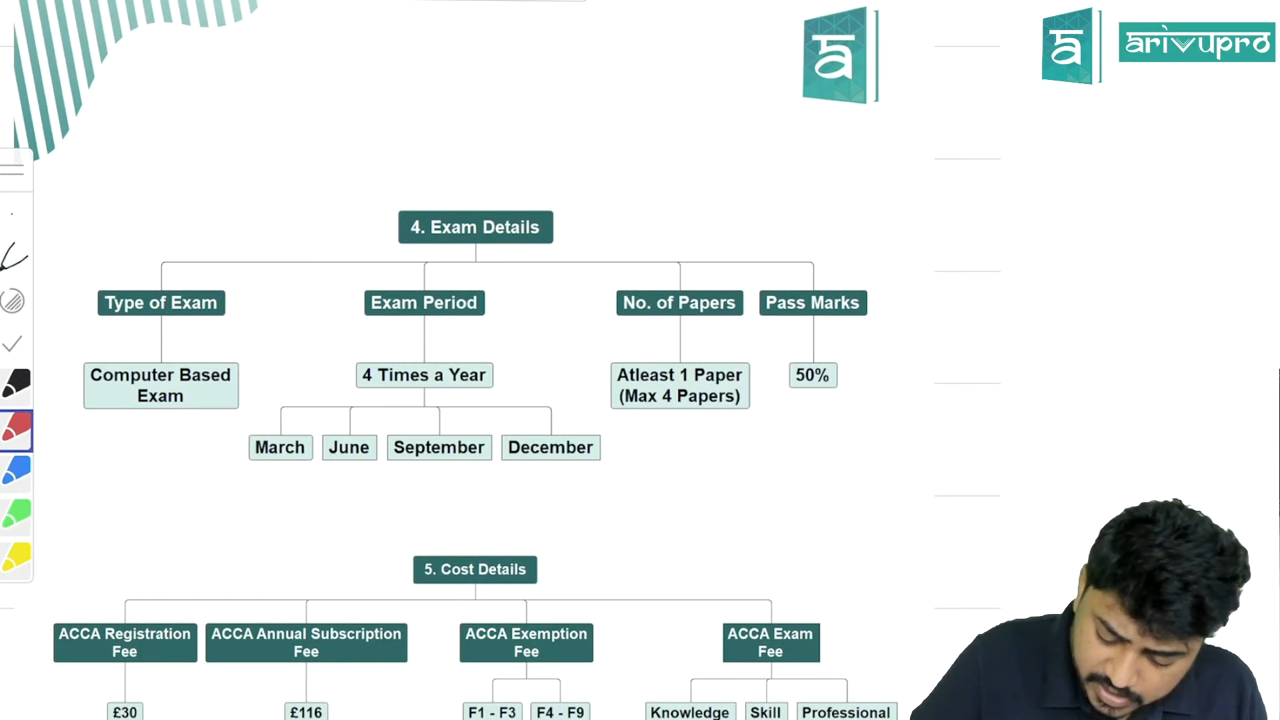 arivupro
4. Exam Details
Type of Exam
Exam Period
No. of Papers
Pass Marks
Computer Based
Exam
4 Times a Year
Atleast 1 Paper
(Max 4 Papers)
50%
March
June
September
December
5. Cost Details
ACCA Registration
Fee
ACCA Annual Subscription
Fee
ACCA Exemption
Fee
ACCA Exam
Fee
£30
£116
F1 - F3
F4 - F9
Knowledge
Skill
Professional